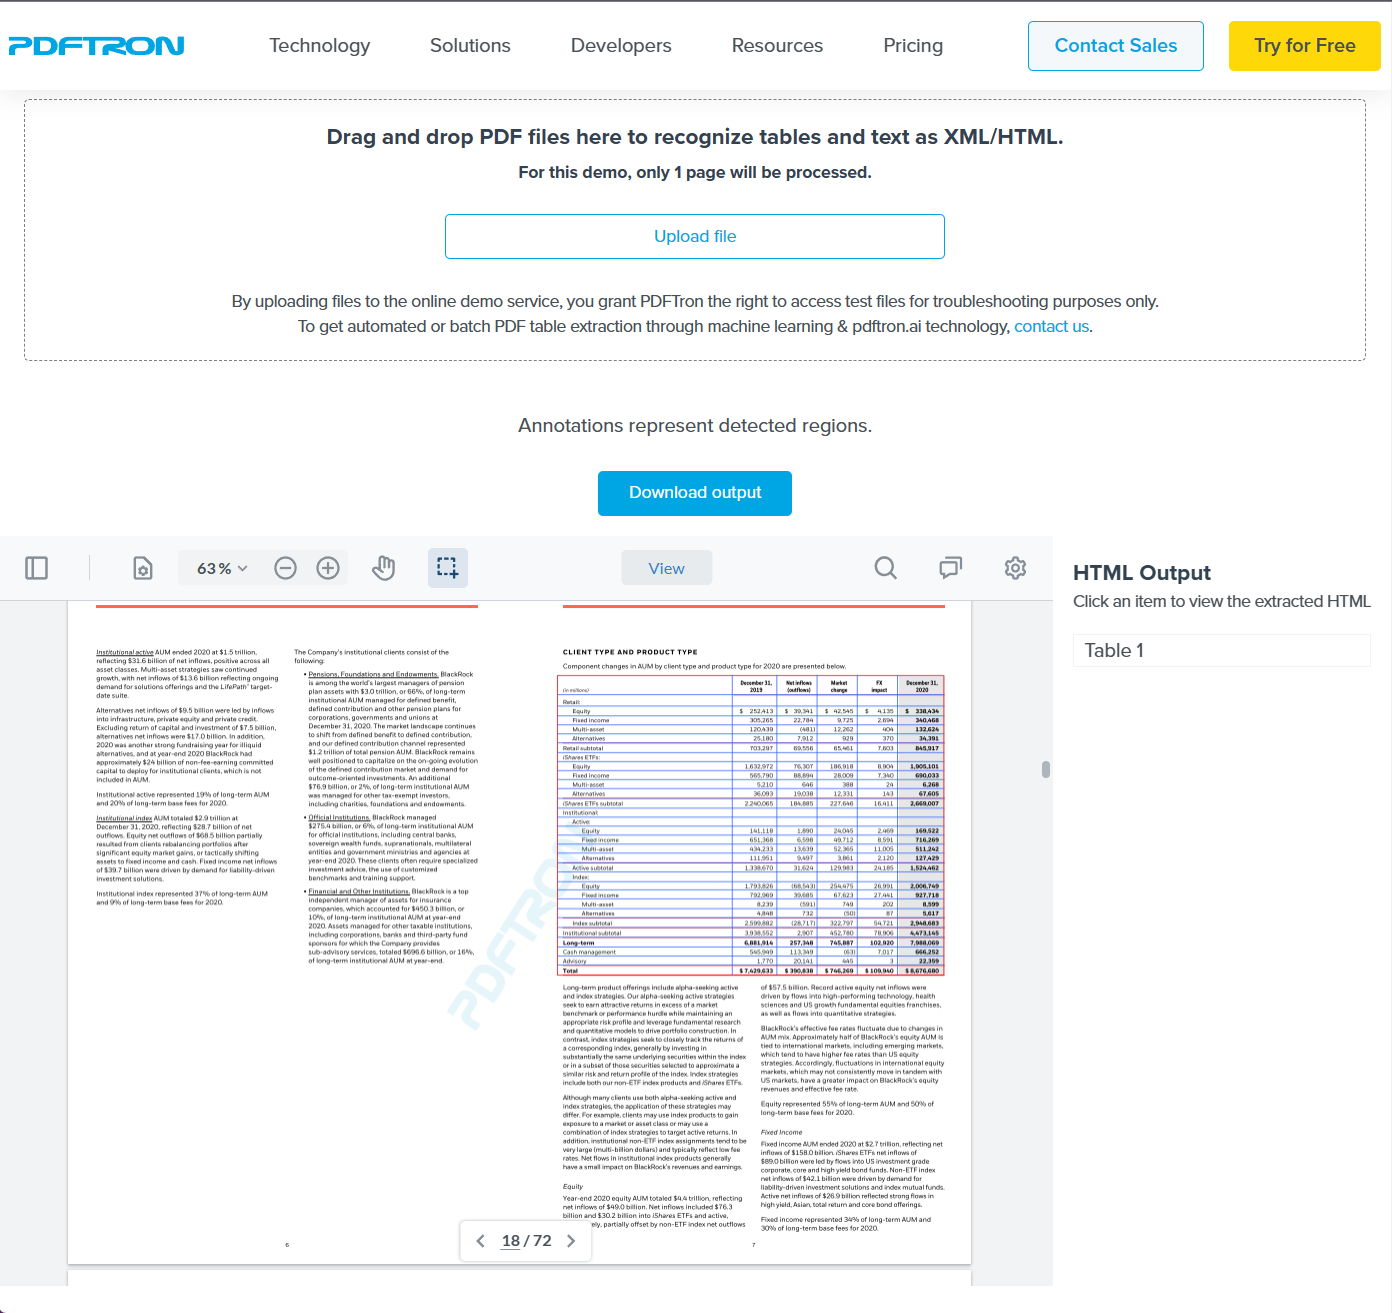 PDFTRON
Technology
Solutions
Developers
Resources
Pricing
Contact Sales
Try for Free
Drag and drop PDF files here to recognize tables and text as XML/HTML.
For this demo, only 1 page will be processed.
Upload file
By uploading files to the online demo service, you grant PDFTron the right to access test files for troubleshooting purposes only.
To get automated or batch PDF table extraction through machine learning & pdftron.ai technology, contact us.
Annotations represent detected regions.
Download output
63%
View
HTML Output
Click an item to view the extracted HTML
Table 1
Institutional active AUM ended 2020 at $1.5 trillion,
reflecting $31.6 billion of net inflows, positive across all
asset classes. Multi-asset strategies saw continued
growth, with net inflows of $13.6 billion reflecting ongoing
demand for solutions offerings and the LifePath® target-
date suite.
Alternatives net inflows of $9.5 billion were led by inflows
into infrastructure, private equity and private credit.
Excluding return of capital and investment of $7.5 billion,
alternatives net inflows were $17.0 billion. In addition,
2020 was another strong fundraising year for illiquid
alternatives, and at year-end 2020 BlackRock had
approximately $24 billion of non-fee-earning committed
capital to deploy for institutional clients, which is not
included in AUM.
Institutional active represented 19% of long-term AUM
and 20% of long-term base fees for 2020.
Institutional index AUM totaled $2.9 trillion at
December 31, 2020, reflecting $28.7 billion of net
outflows. Equity net outflows of $68.5 billion partially
resulted from clients rebalancing portfolios after
significant equity market gains, or tactically shifting
assets to fixed income and cash. Fixed income net inflows
of $39.7 billion were driven by demand for liability-driven
investment solutions.
Institutional index represented 37% of long-term AUM
and 9% of long-term base fees for 2020.
The Company's institutional clients consist of the
following:
• Pensions, Foundations and Endowments. BlackRock
is among the world's largest managers of pension
plan assets with $3.0 trillion, or 66%, of long-term
institutional AUM managed for defined benefit,
defined contribution and other pension plans for
corporations, governments and unions at
December 31, 2020. The market landscape continues
to shift from defined benefit to defined contribution,
and our defined contribution channel represented
$1.2 trillion of total pension AUM. BlackRock remains
well positioned to capitalize on the on-going evolution
of the defined contribution market and demand for
outcome-oriented investments. An additional
$76.9 billion, or 2%, of long-term institutional AUM
was managed for other tax-exempt investors,
including charities, foundations and endowments.
• Official Institutions. BlackRock managed
$275.4 billion, or 6%, of long-term institutional AUM
for official institutions, including central banks,
sovereign wealth funds, supranationals, multilateral
entities and government ministries and agencies at
year-end 2020. These clients often require specialized
investment advice, the use of customized
benchmarks and training support.
• Financial and Other Institutions. BlackRock is a top
independent manager of assets for insurance
companies, which accounted for $450.3 billion, or
10%, of long-term institutional AUM at year-end
2020. Assets managed for other taxable institutions,
including corporations, banks and third-party fund
sponsors for which the Company provides
sub-advisory services, totaled $696.6 billion, or 16%,
of long-term institutional AUM at year-end.
6
CLIENT TYPE AND PRODUCT TYPE
Component changes in AUM by client type and product type for 2020 are presented below.
(in millions) December 31, 2019 Net inflows (outflows) Market change FX impact December 31, 2020
Retail:
Equity $ 252,413 $ 39,341 $ 42,545 $ 4,135 $ 338,434
Fixed income 305,265 22,784 9,725 2,694 340,468
Multi-asset 120,439 (481) 12,262 404 132,624
Alternatives 25,180 7,912 929 370 34,391
Retail subtotal 703,297 69,556 65,461 7,603 845,917
iShares ETFs:
Equity 1,632,972 76,307 186,918 8,904 1,905,101
Fixed income 565,790 88,894 28,009 7,340 690,033
Multi-asset 5,210 646 388 24 6,268
Alternatives 36,093 19,038 12,331 143 67,605
iShares ETFs subtotal 2,240,065 184,885 227,646 16,411 2,669,007
Institutional:
Active:
Equity 141,118 1,890 24,045 2,469 169,522
Fixed income 651,368 6,598 49,712 8,591 716,269
Multi-asset 434,233 13,639 52,365 11,005 511,242
Alternatives 111,951 9,497 3,861 2,120 127,429
Active subtotal 1,338,670 31,624 129,983 24,185 1,524,462
Index:
Equity 1,793,826 (68,543) 254,475 26,991 2,006,749
Fixed income 792,969 39,685 67,623 27,441 927,718
Multi-asset 8,239 (591) 749 202 8,599
Alternatives 4,848 732 (50) 87 5,617
Index subtotal 2,599,882 (28,717) 322,797 54,721 2,948,683
Institutional subtotal 3,938,552 2,907 452,780 78,906 4,473,145
Long-term 6,881,914 257,348 745,887 102,920 7,988,069
Cash management 545,949 113,349 (63) 7,017 666,252
Advisory 1,770 20,141 445 3 22,359
Total $ 7,429,633 $ 390,838 $ 746,269 $ 109,940 $ 8,676,680
Long-term product offerings include alpha-seeking active
and index strategies. Our alpha-seeking active strategies
seek to earn attractive returns in excess of a market
benchmark or performance hurdle while maintaining an
appropriate risk profile and leverage fundamental research
and quantitative models to drive portfolio construction. In
contrast, index strategies seek to closely track the returns of
a corresponding index, generally by investing in
substantially the same underlying securities within the index
or in a subset of those securities selected to approximate a
similar risk and return profile of the index. Index strategies
include both our non-ETF index products and iShares ETFs.
Although many clients use both alpha-seeking active and
index strategies, the application of these strategies may
differ. For example, clients may use index products to gain
exposure to a market or asset class or may use a
combination of index strategies to target active returns. In
addition, institutional non-ETF index assignments tend to be
very large (multi-billion dollars) and typically reflect low fee
rates. Net flows in institutional index products generally
have a small impact on BlackRock's revenues and earnings.
Equity
Year-end 2020 equity AUM totaled $4.4 trillion, reflecting
net inflows of $49.0 billion. Net inflows included $76.3
billion and $30.2 billion into iShares ETFs and active,
ely, partially offset by non-ETF index net outflows
of $57.5 billion. Record active equity net inflows were
driven by flows into high-performing technology, health
sciences and US growth fundamental equities franchises,
as well as flows into quantitative strategies.
BlackRock's effective fee rates fluctuate due to changes in
AUM mix. Approximately half of BlackRock's equity AUM is
tied to international markets, including emerging markets,
which tend to have higher fee rates than US equity
strategies. Accordingly, fluctuations in international equity
markets, which may not consistently move in tandem with
US markets, have a greater impact on BlackRock's equity
revenues and effective fee rate.
Equity represented 55% of long-term AUM and 50% of
long-term base fees for 2020.
Fixed Income
Fixed income AUM ended 2020 at $2.7 trillion, reflecting net
inflows of $158.0 billion. iShares ETFs net inflows of
$89.0 billion were led by flows into US investment grade
corporate, core and high yield bond funds. Non-ETF index
net inflows of $42.1 billion were driven by demand for
liability-driven investment solutions and index mutual funds.
Active net inflows of $26.9 billion reflected strong flows in
high yield, Asian, total return and core bond offerings.
Fixed income represented 34% of long-term AUM and
30% of long-term base fees for 2020.
7
PDFTRON
18 / 72